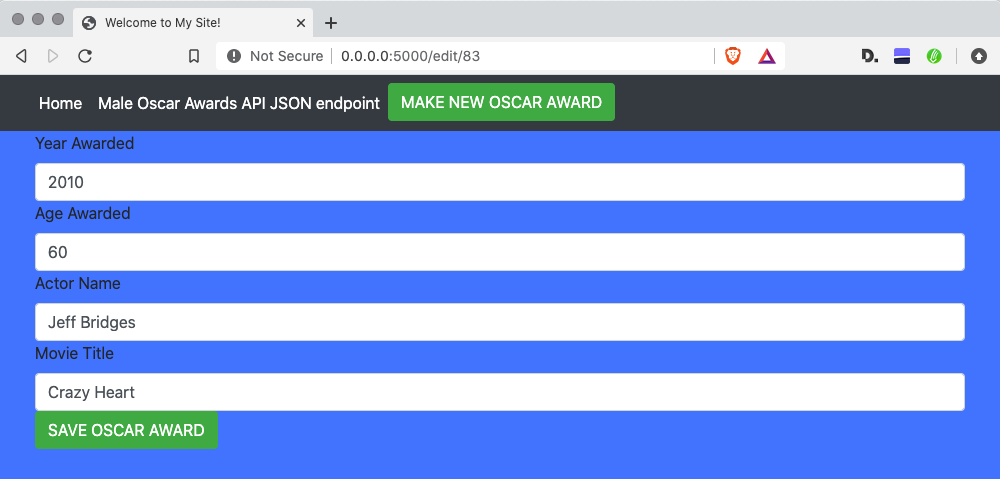 Welcome to My Site!
Not Secure 0.0.0.0:5000/edit/83
D.
Home Male Oscar Awards API JSON endpoint MAKE NEW OSCAR AWARD
Year Awarded
2010
Age Awarded
60
Actor Name
Jeff Bridges
Movie Title
Crazy Heart
SAVE OSCAR AWARD